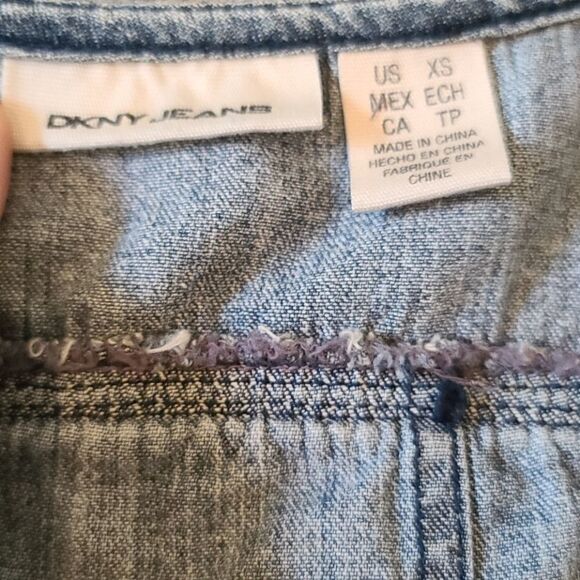 DKNY JEANS
US XS
MEX ECH
CA TP
MADE IN CHINA
HECHO EN CHINA
FABRIQUE EN
CHINE